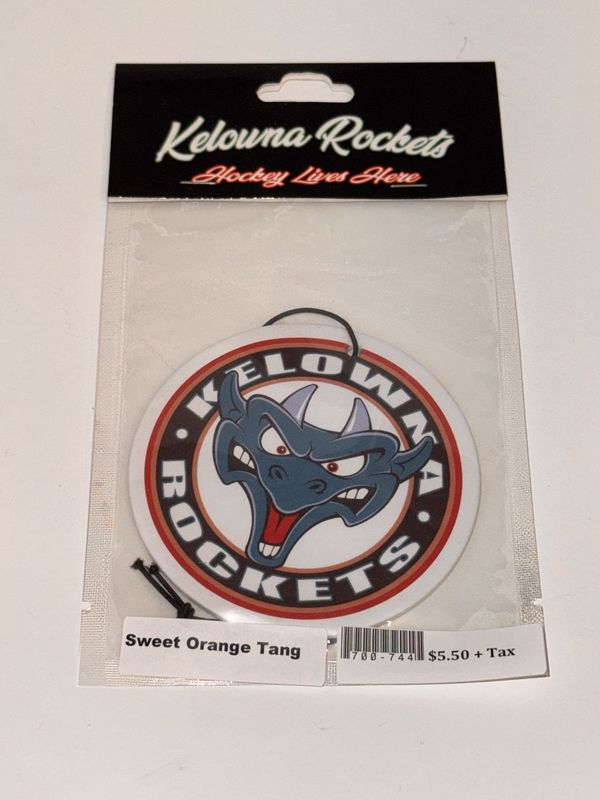 Kelowna Rockets
Hockey Lives Here
KELOWNA
ROCKETS
Sweet Orange Tang
700-744
$5.50 + Tax